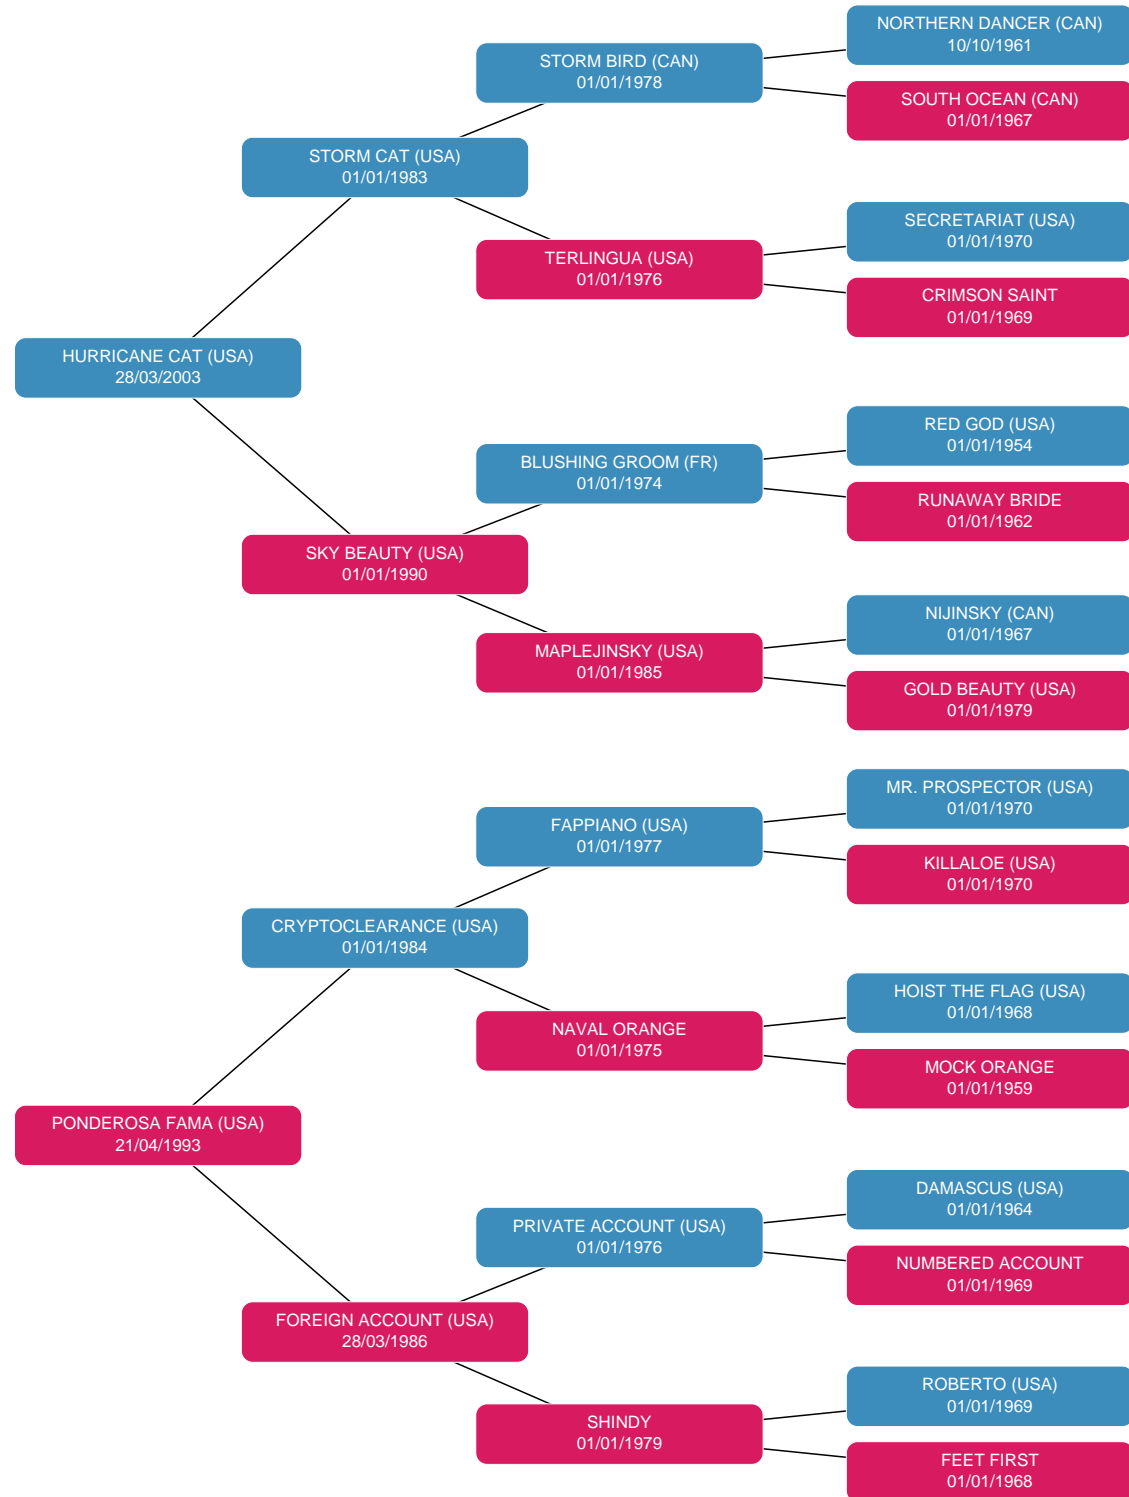 NORTHERN DANCER (CAN)
10/10/1961
STORM BIRD (CAN)
01/01/1978
SOUTH OCEAN (CAN)
01/01/1967
STORM CAT (USA)
01/01/1983
SECRETARIAT (USA)
01/01/1970
TERLINGUA (USA)
01/01/1976
CRIMSON SAINT
01/01/1969
HURRICANE CAT (USA)
28/03/2003
RED GOD (USA)
01/01/1954
BLUSHING GROOM (FR)
01/01/1974
RUNAWAY BRIDE
01/01/1962
SKY BEAUTY (USA)
01/01/1990
NIJINSKY (CAN)
01/01/1967
MAPLEJINSKY (USA)
01/01/1985
GOLD BEAUTY (USA)
01/01/1979
MR. PROSPECTOR (USA)
01/01/1970
FAPPIANO (USA)
01/01/1977
KILLALOE (USA)
01/01/1970
CRYPTOCLEARANCE (USA)
01/01/1984
HOIST THE FLAG (USA)
01/01/1968
NAVAL ORANGE
01/01/1975
MOCK ORANGE
01/01/1959
PONDEROSA FAMA (USA)
21/04/1993
DAMASCUS (USA)
01/01/1964
PRIVATE ACCOUNT (USA)
01/01/1976
NUMBERED ACCOUNT
01/01/1969
FOREIGN ACCOUNT (USA)
28/03/1986
ROBERTO (USA)
01/01/1969
SHINDY
01/01/1979
FEET FIRST
01/01/1968